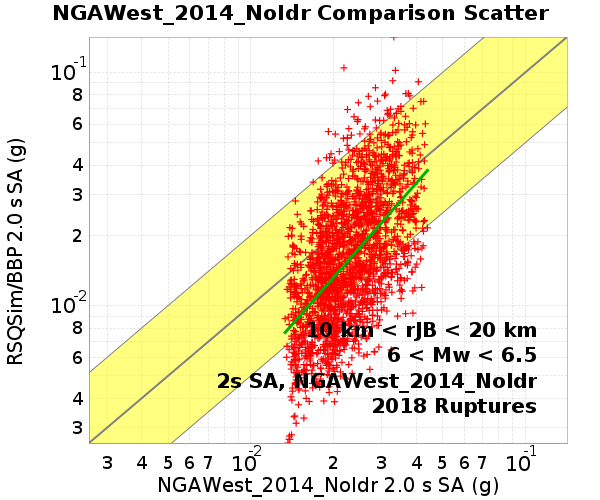 NGAWest_2014_NoIdr Comparison Scatter
RSQSim/BBP 2.0 s SA (g)
10⁻¹
8
6
4
3
2
10⁻²
8
6
4
3
10 km < rJB < 20 km
6 < Mw < 6.5
2s SA, NGAWest_2014_NoIdr
2018 Ruptures
3 4 5 6 7 10⁻² 2 3 4 5 6 7 10⁻¹
NGAWest_2014_NoIdr 2.0 s SA (g)